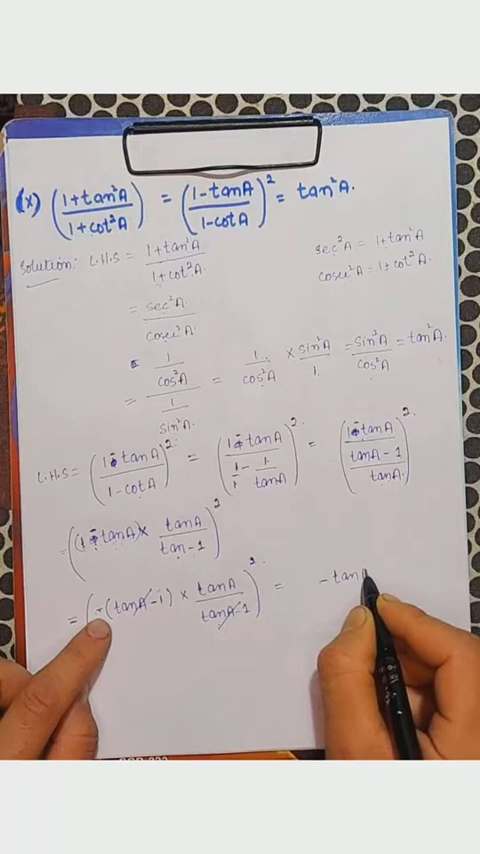 (x) ((1+tan²A)/(1+cot²A)) = ((1-tanA)/(1-cotA))² = tan²A.
Solution: L.H.S = (1+tan²A)/(1+cot²A)
sec²A = 1+tan²A
cosec²A = 1+cot²A
= sec²A/cosec²A
= (1/cos²A)/(1/sin²A) = 1/cos²A × sin²A/1 = sin²A/cos²A = tan²A
L.H.S = ((1-tanA)/(1-cotA))² = ((1-tanA)/(1/1 - 1/tanA))² = ((1-tanA)/((tanA-1)/tanA))²
= ((1-tanA) × tanA/(tan-1))²
= (-(tanA-1) × tanA/(tanA-1))² = -tanA